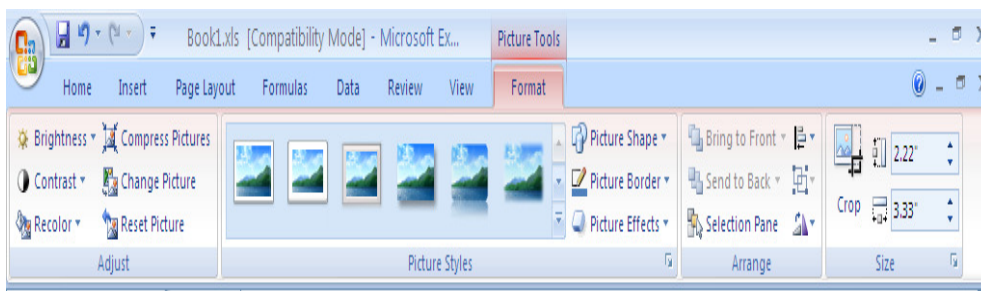 Book1.xls [Compatibility Mode] - Microsoft Ex... Picture Tools
Home Insert Page Layout Formulas Data Review View Format
Brightness Compress Pictures Picture Shape Bring to Front 2.22"
Contrast Change Picture Picture Border Send to Back
Recolor Reset Picture Picture Effects Selection Pane Crop 3.33"
Adjust Picture Styles Arrange Size